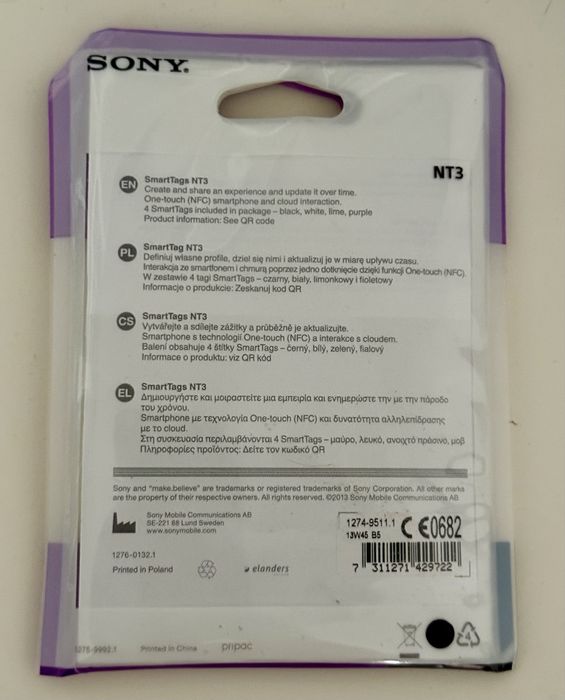 SONY.
NT3
EN SmartTags NT3
Create and share an experience and update it over time.
One-touch (NFC) smartphone and cloud interaction.
4 SmartTags included in package – black, white, lime, purple
Product information: See QR code
PL SmartTag NT3
Definiuj własne profile, dziel się nimi i aktualizuj je w miarę upływu czasu.
Interakcja ze smartfonem i chmurą poprzez jedno dotknięcie dzięki funkcji One-touch (NFC).
W zestawie 4 tagi SmartTags – czarny, biały, limonkowy i fioletowy
Informacje o produkcie: Zeskanuj kod QR
CS SmartTags NT3
Vytvářejte a sdílejte zážitky a průběžně je aktualizujte.
Smartphone s technologií One-touch (NFC) a interakce s cloudem.
Balení obsahuje 4 štítky SmartTags – černý, bílý, zelený, fialový
Informace o produktu: viz QR kód
EL SmartTags NT3
Δημιουργήστε και μοιραστείτε μια εμπειρία και ενημερώστε την με την πάροδο
του χρόνου.
Smartphone με τεχνολογία One-touch (NFC) και δυνατότητα αλληλεπίδρασης
με το cloud.
Στη συσκευασία περιλαμβάνονται 4 SmartTags – μαύρο, λευκό, ανοιχτό πράσινο, μοβ
Πληροφορίες προϊόντος: Δείτε τον κωδικό QR
Sony and "make.believe" are trademarks or registered trademarks of Sony Corporation. All other marks
are the property of their respective owners. All rights reserved. ©2013 Sony Mobile Communications AB
Sony Mobile Communications AB
SE-221 88 Lund Sweden
www.sonymobile.com
1274-9511.1
13W45 B5
CE0682
7 311271 429722
1276-0132.1
Printed in Poland
elanders
1276-9992.1
Printed in China
pripac
4